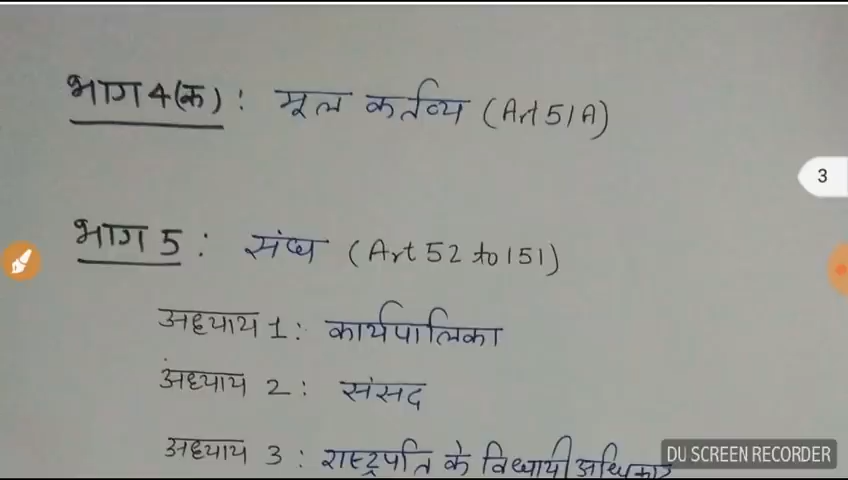 भाग 4(क) : मूल कर्तव्य (Art 51A)
3
भाग 5 : संघ (Art 52 to 151)
अध्याय 1 : कार्यपालिका
अध्याय 2 : संसद
अध्याय 3 : राष्ट्रपति के विधायी अधिकार
DU SCREEN RECORDER